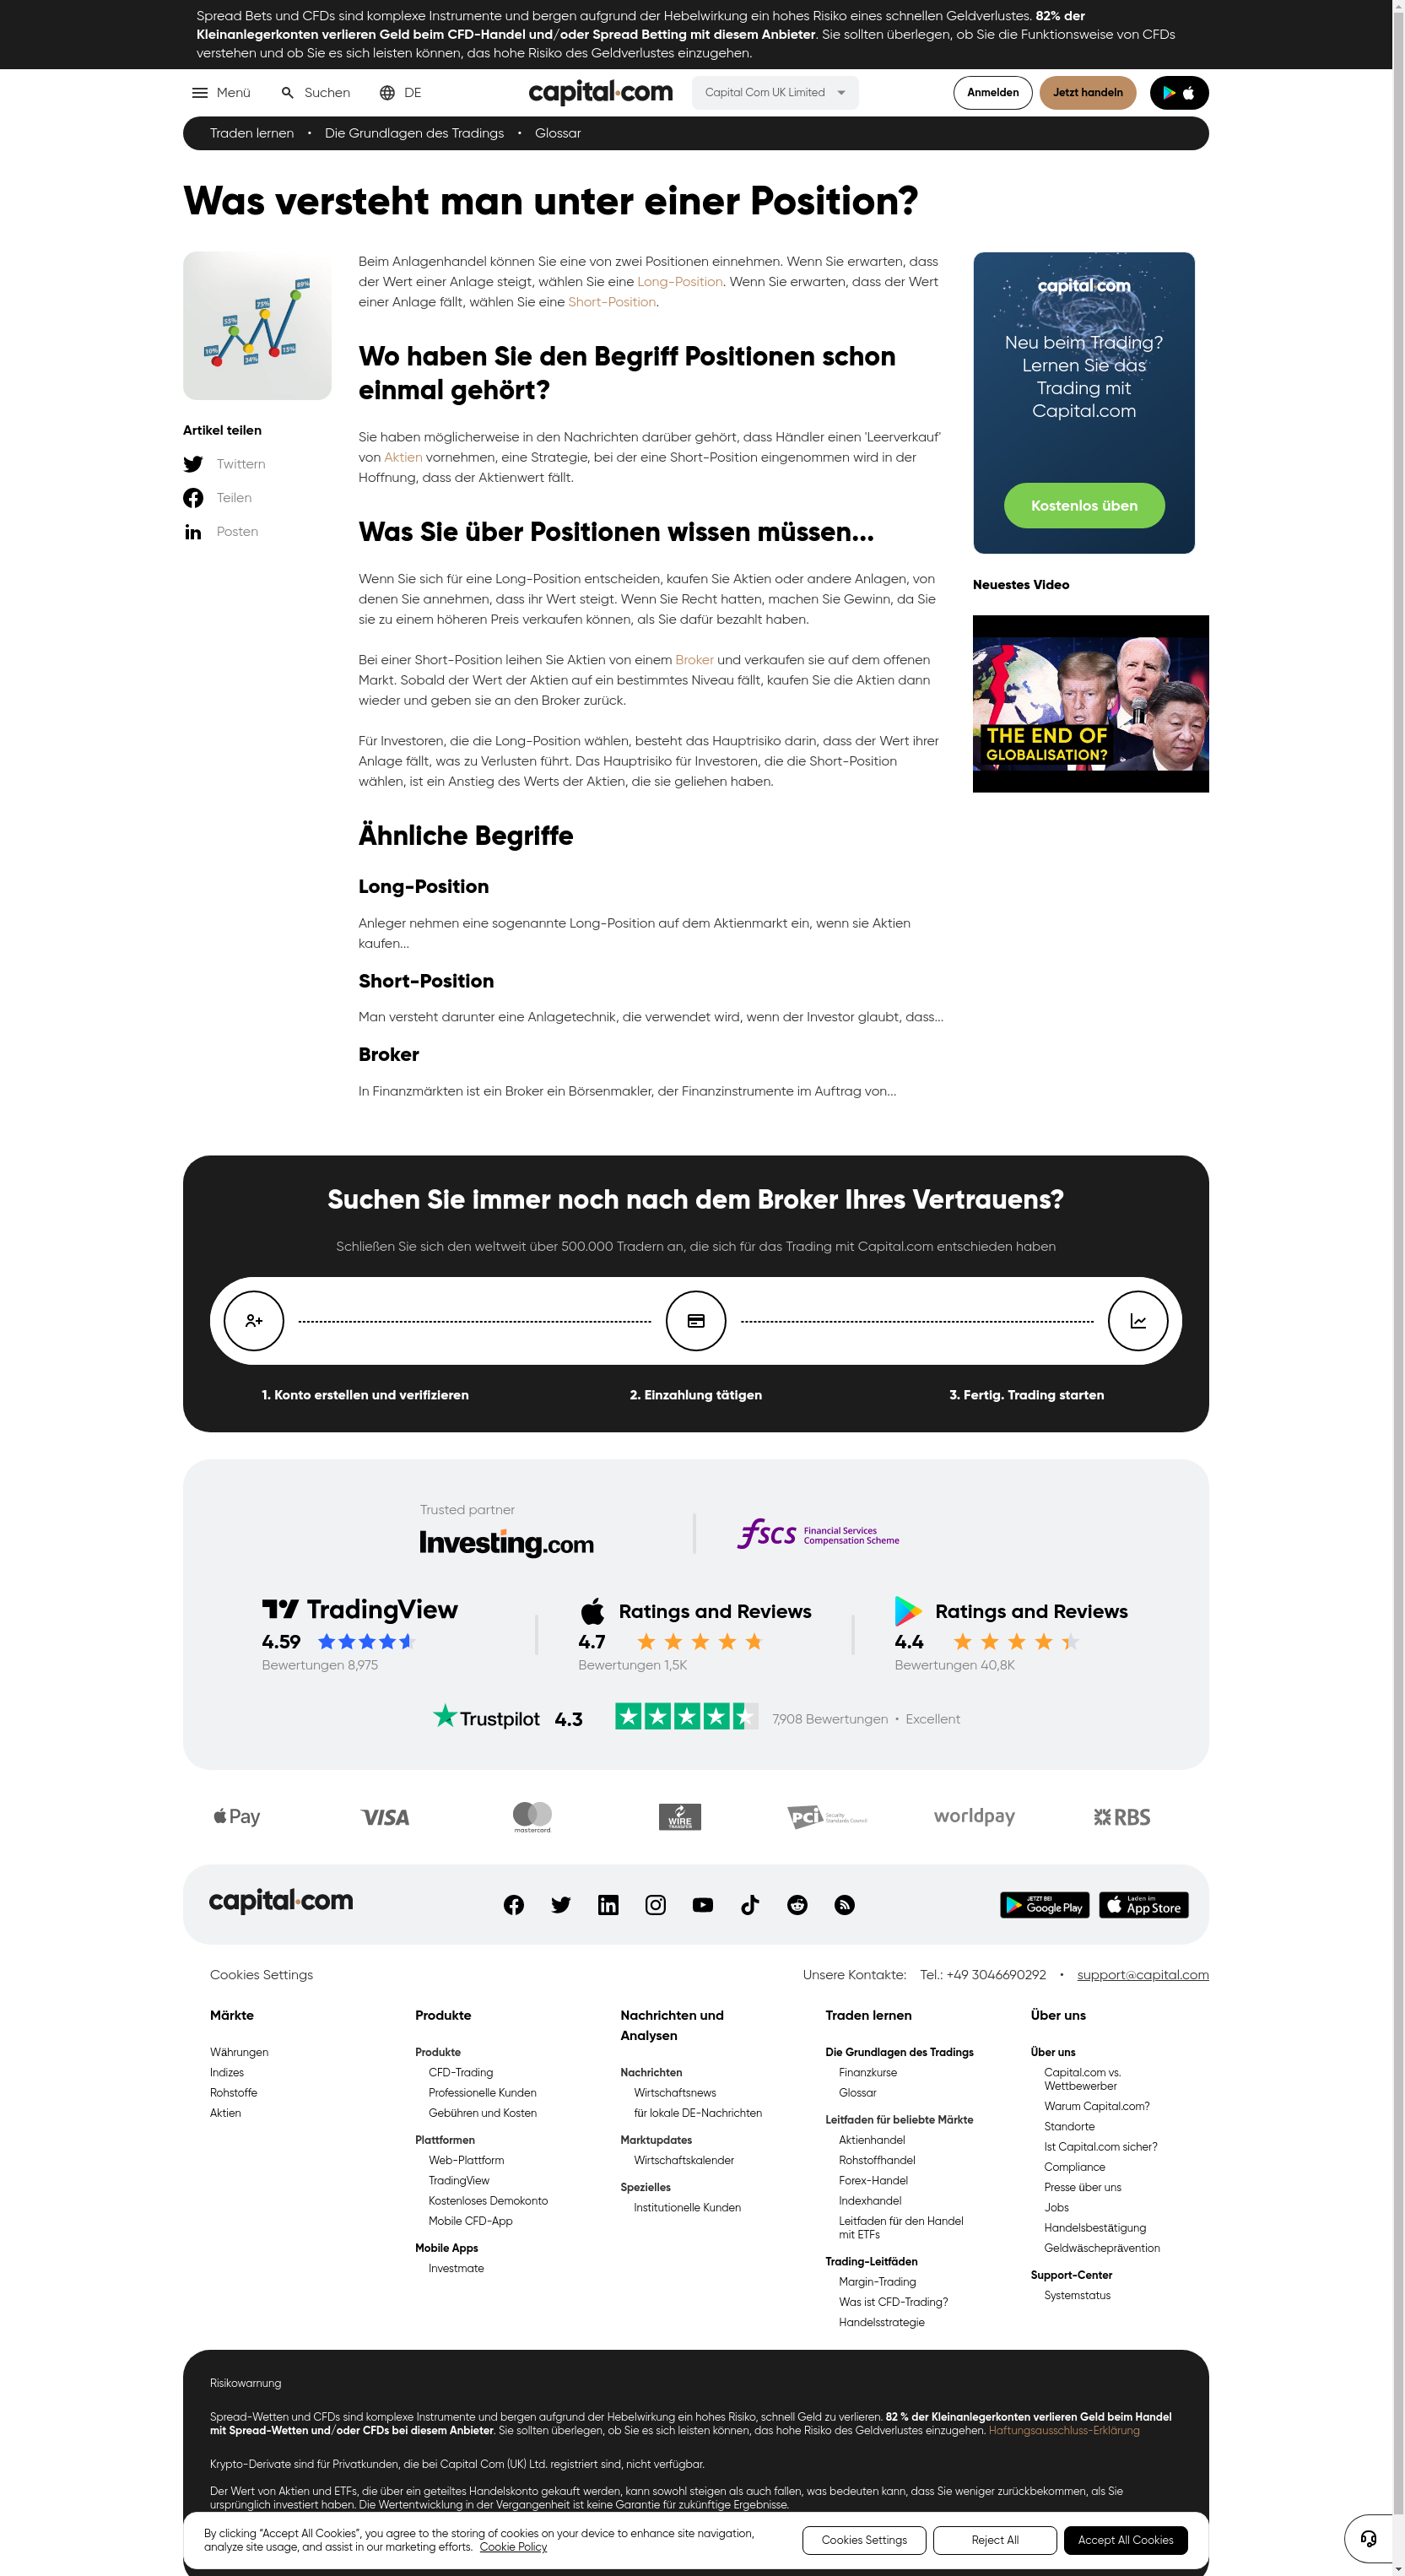 Spread Bets und CFDs sind komplexe Instrumente und bergen aufgrund der Hebelwirkung ein hohes Risiko eines schnellen Geldverlustes. 82% der
Kleinanlegerkonten verlieren Geld beim CFD-Handel und/oder Spread Betting mit diesem Anbieter. Sie sollten überlegen, ob Sie die Funktionsweise von CFDs
verstehen und ob Sie es sich leisten können, das hohe Risiko des Geldverlustes einzugehen.
Menü Suchen DE capital.com Capital Com UK Limited Anmelden Jetzt handeln
Traden lernen • Die Grundlagen des Tradings • Glossar
Was versteht man unter einer Position?
10% 55% 34% 75% 15% 89%
Artikel teilen
Twittern
Teilen
Posten
Beim Anlagenhandel können Sie eine von zwei Positionen einnehmen. Wenn Sie erwarten, dass
der Wert einer Anlage steigt, wählen Sie eine Long-Position. Wenn Sie erwarten, dass der Wert
einer Anlage fällt, wählen Sie eine Short-Position.
Wo haben Sie den Begriff Positionen schon
einmal gehört?
Sie haben möglicherweise in den Nachrichten darüber gehört, dass Händler einen 'Leerverkauf'
von Aktien vornehmen, eine Strategie, bei der eine Short-Position eingenommen wird in der
Hoffnung, dass der Aktienwert fällt.
Was Sie über Positionen wissen müssen...
Wenn Sie sich für eine Long-Position entscheiden, kaufen Sie Aktien oder andere Anlagen, von
denen Sie annehmen, dass ihr Wert steigt. Wenn Sie Recht hatten, machen Sie Gewinn, da Sie
sie zu einem höheren Preis verkaufen können, als Sie dafür bezahlt haben.
Bei einer Short-Position leihen Sie Aktien von einem Broker und verkaufen sie auf dem offenen
Markt. Sobald der Wert der Aktien auf ein bestimmtes Niveau fällt, kaufen Sie die Aktien dann
wieder und geben sie an den Broker zurück.
Für Investoren, die die Long-Position wählen, besteht das Hauptrisiko darin, dass der Wert ihrer
Anlage fällt, was zu Verlusten führt. Das Hauptrisiko für Investoren, die die Short-Position
wählen, ist ein Anstieg des Werts der Aktien, die sie geliehen haben.
Ähnliche Begriffe
Long-Position
Anleger nehmen eine sogenannte Long-Position auf dem Aktienmarkt ein, wenn sie Aktien
kaufen...
Short-Position
Man versteht darunter eine Anlagetechnik, die verwendet wird, wenn der Investor glaubt, dass...
Broker
In Finanzmärkten ist ein Broker ein Börsenmakler, der Finanzinstrumente im Auftrag von...
capital.com
Neu beim Trading?
Lernen Sie das
Trading mit
Capital.com
Kostenlos üben
Neuestes Video
THE END OF
GLOBALISATION?
Suchen Sie immer noch nach dem Broker Ihres Vertrauens?
Schließen Sie sich den weltweit über 500.000 Tradern an, die sich für das Trading mit Capital.com entschieden haben
1. Konto erstellen und verifizieren 2. Einzahlung tätigen 3. Fertig. Trading starten
Trusted partner
Investing.com
fscs Financial Services
Compensation Scheme
TradingView
4.59
Bewertungen 8,975
Ratings and Reviews
4.7
Bewertungen 1,5K
Ratings and Reviews
4.4
Bewertungen 40,8K
Trustpilot 4.3 7,908 Bewertungen • Excellent
Pay VISA mastercard. WIRE TRANSFER PCI Security Standards Council worldpay RBS
capital.com
JETZT BEI
Google Play
Laden im
App Store
Cookies Settings
Unsere Kontakte: Tel.: +49 3046690292 • support@capital.com
Märkte
Währungen
Indizes
Rohstoffe
Aktien
Produkte
Produkte
CFD-Trading
Professionelle Kunden
Gebühren und Kosten
Plattformen
Web-Plattform
TradingView
Kostenloses Demokonto
Mobile CFD-App
Mobile Apps
Investmate
Nachrichten und
Analysen
Nachrichten
Wirtschaftsnews
für lokale DE-Nachrichten
Marktupdates
Wirtschaftskalender
Spezielles
Institutionelle Kunden
Traden lernen
Die Grundlagen des Tradings
Finanzkurse
Glossar
Leitfaden für beliebte Märkte
Aktienhandel
Rohstoffhandel
Forex-Handel
Indexhandel
Leitfaden für den Handel
mit ETFs
Trading-Leitfäden
Margin-Trading
Was ist CFD-Trading?
Handelsstrategie
Über uns
Über uns
Capital.com vs.
Wettbewerber
Warum Capital.com?
Standorte
Ist Capital.com sicher?
Compliance
Presse über uns
Jobs
Handelsbestätigung
Geldwäscheprävention
Support-Center
Systemstatus
Risikowarnung
Spread-Wetten und CFDs sind komplexe Instrumente und bergen aufgrund der Hebelwirkung ein hohes Risiko, schnell Geld zu verlieren. 82 % der Kleinanlegerkonten verlieren Geld beim Handel
mit Spread-Wetten und/oder CFDs bei diesem Anbieter. Sie sollten überlegen, ob Sie es sich leisten können, das hohe Risiko des Geldverlustes einzugehen. Haftungsausschluss-Erklärung
Krypto-Derivate sind für Privatkunden, die bei Capital Com (UK) Ltd. registriert sind, nicht verfügbar.
Der Wert von Aktien und ETFs, die über ein geteiltes Handelskonto gekauft werden, kann sowohl steigen als auch fallen, was bedeuten kann, dass Sie weniger zurückbekommen, als Sie
ursprünglich investiert haben. Die Wertentwicklung in der Vergangenheit ist keine Garantie für zukünftige Ergebnisse.
By clicking “Accept All Cookies”, you agree to the storing of cookies on your device to enhance site navigation,
analyze site usage, and assist in our marketing efforts. Cookie Policy
Cookies Settings Reject All Accept All Cookies